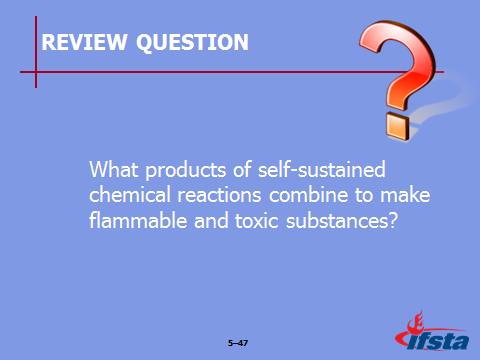 REVIEW QUESTION
What products of self-sustained
chemical reactions combine to make
flammable and toxic substances?
5–47
ifsta